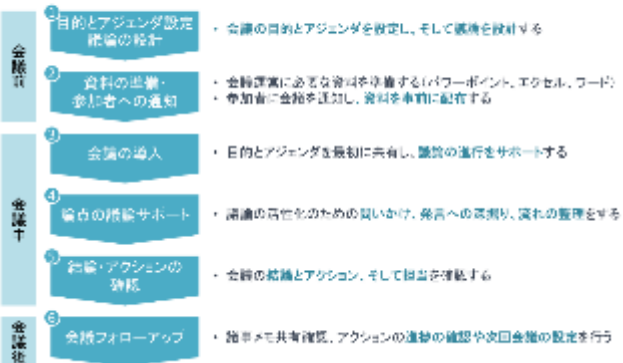 会議前
1
目的とアジェンダ設定
議論の設計
・ 会議の目的とアジェンダを設定し、そして議論を設計する
2
資料の準備・
参加者への通知
・ 会議運営に必要な資料を準備する（パワーポイント、エクセル、ワード）
・ 参加者に会議を通知し、資料を事前に配布する
会議中
3
会議の導入
・ 目的とアジェンダを最初に共有し、議論の進行をサポートする
4
論点の議論サポート
・ 議論の活性化のための問いかけ、発言への深掘り、流れの整理をする
5
結論・アクションの
確認
・ 会議の結論とアクション、そして担当を確認する
会議後
6
会議フォローアップ
・ 議事メモ共有確認、アクションの進捗の確認や次回会議の設定を行う